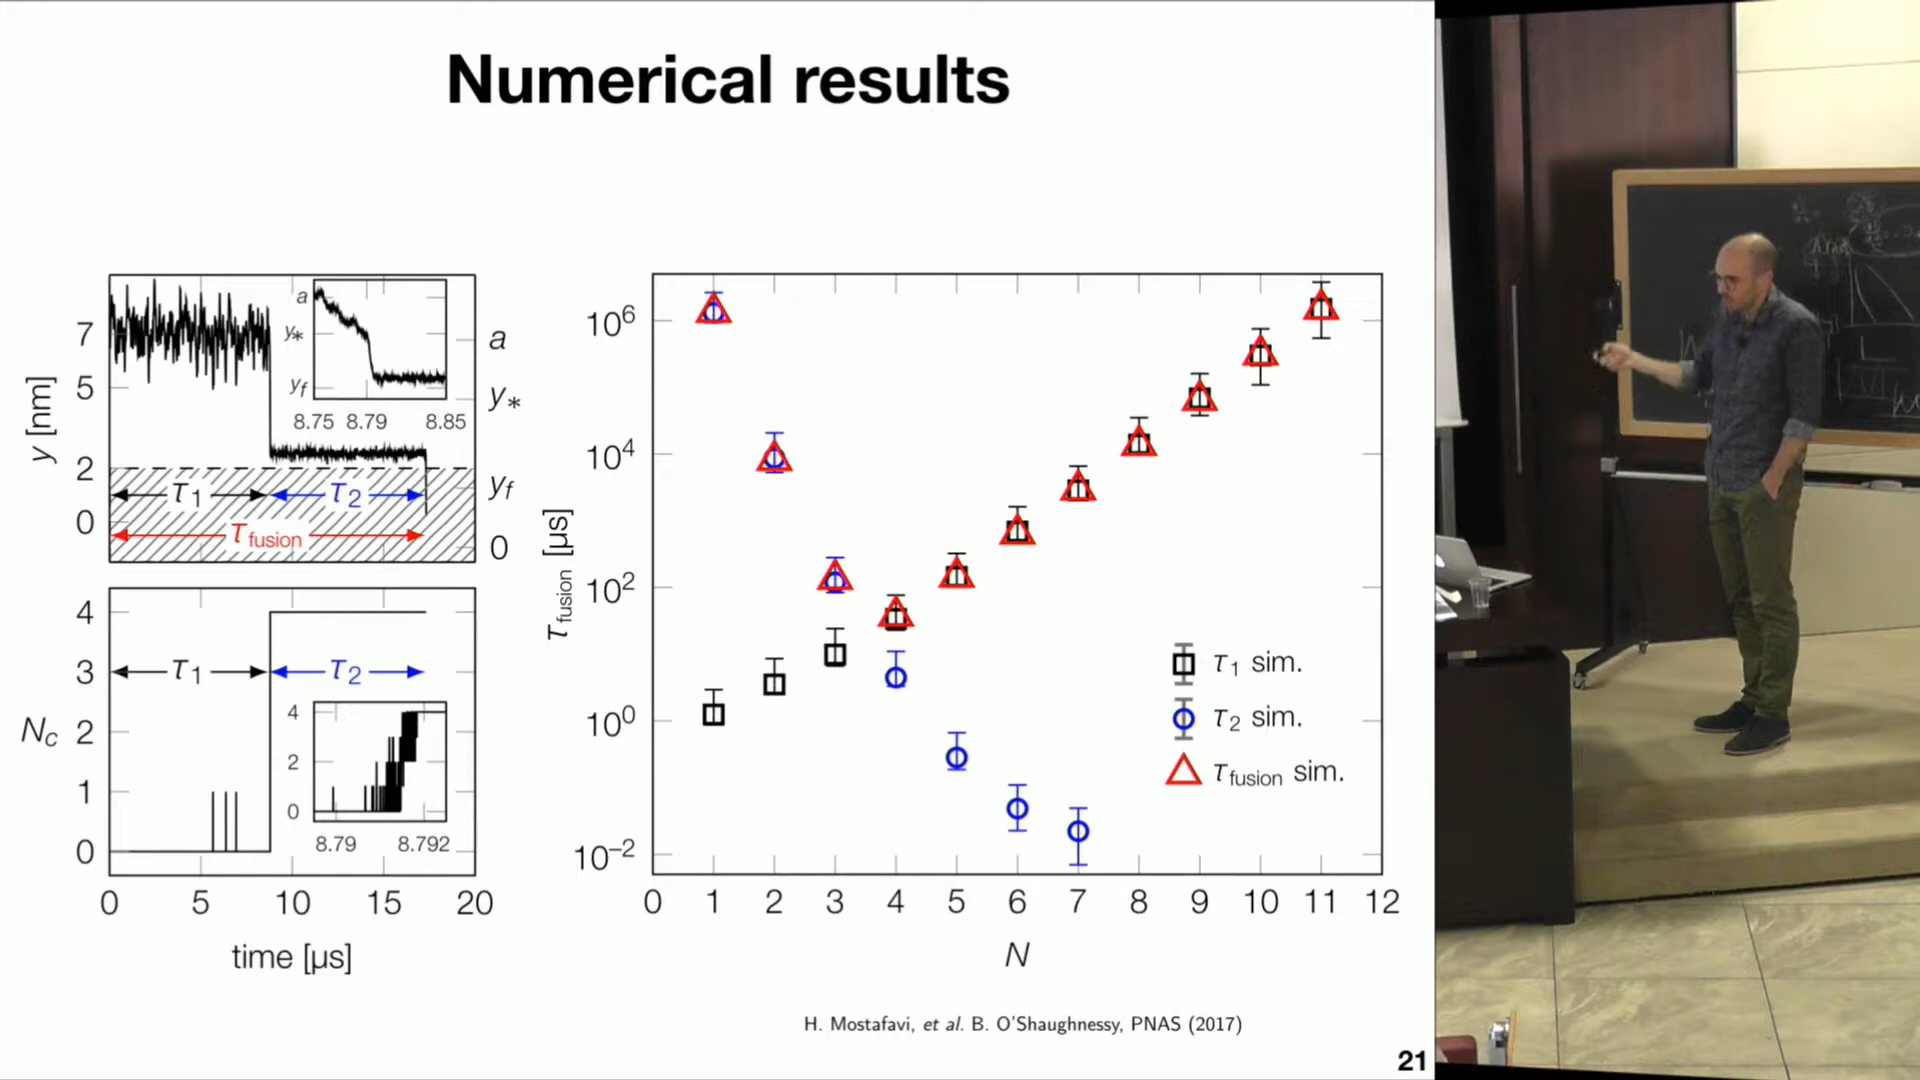 Numerical results
y [nm]
7
5
2
0
a
y*
yf
0
a
y*
yf
8.75 8.79 8.85
τ1
τ2
τfusion
Nc
4
3
2
1
0
τ1
τ2
4
2
0
8.79 8.792
0 5 10 15 20
time [µs]
τfusion [µs]
10^6
10^4
10^2
10^0
10^-2
τ1 sim.
τ2 sim.
τfusion sim.
0 1 2 3 4 5 6 7 8 9 10 11 12
N
H. Mostafavi, et al. B. O'Shaughnessy, PNAS (2017)
21